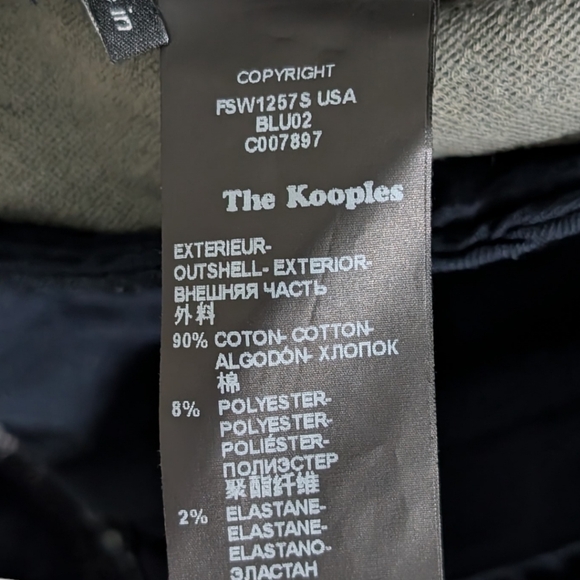 in
COPYRIGHT
FSW1257S USA
BLU02
C007897
The Kooples
EXTERIEUR-
OUTSHELL- EXTERIOR-
ВНЕШНЯЯ ЧАСТЬ
外料
90% COTON- COTTON-
ALGODÓN- ХЛОПОК
棉
8% POLYESTER-
POLYESTER-
POLIÉSTER-
ПОЛИЭСТЕР
聚酯纤维
2% ELASTANE-
ELASTANE-
ELASTANO-
ЭЛАСТАН